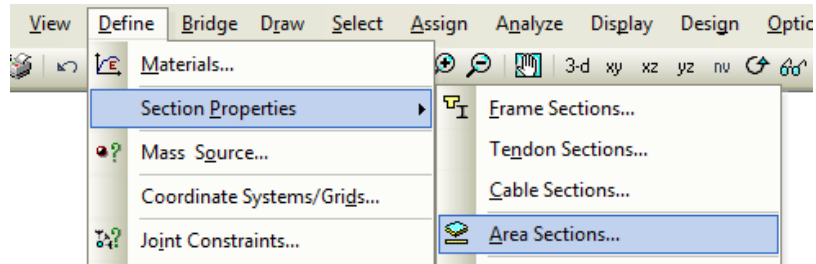 View Define Bridge Draw Select Assign Analyze Display Design Optic
Materials... 3-d xy xz yz nv
Section Properties Frame Sections...
Mass Source... Tendon Sections...
Coordinate Systems/Grids... Cable Sections...
Joint Constraints... Area Sections...